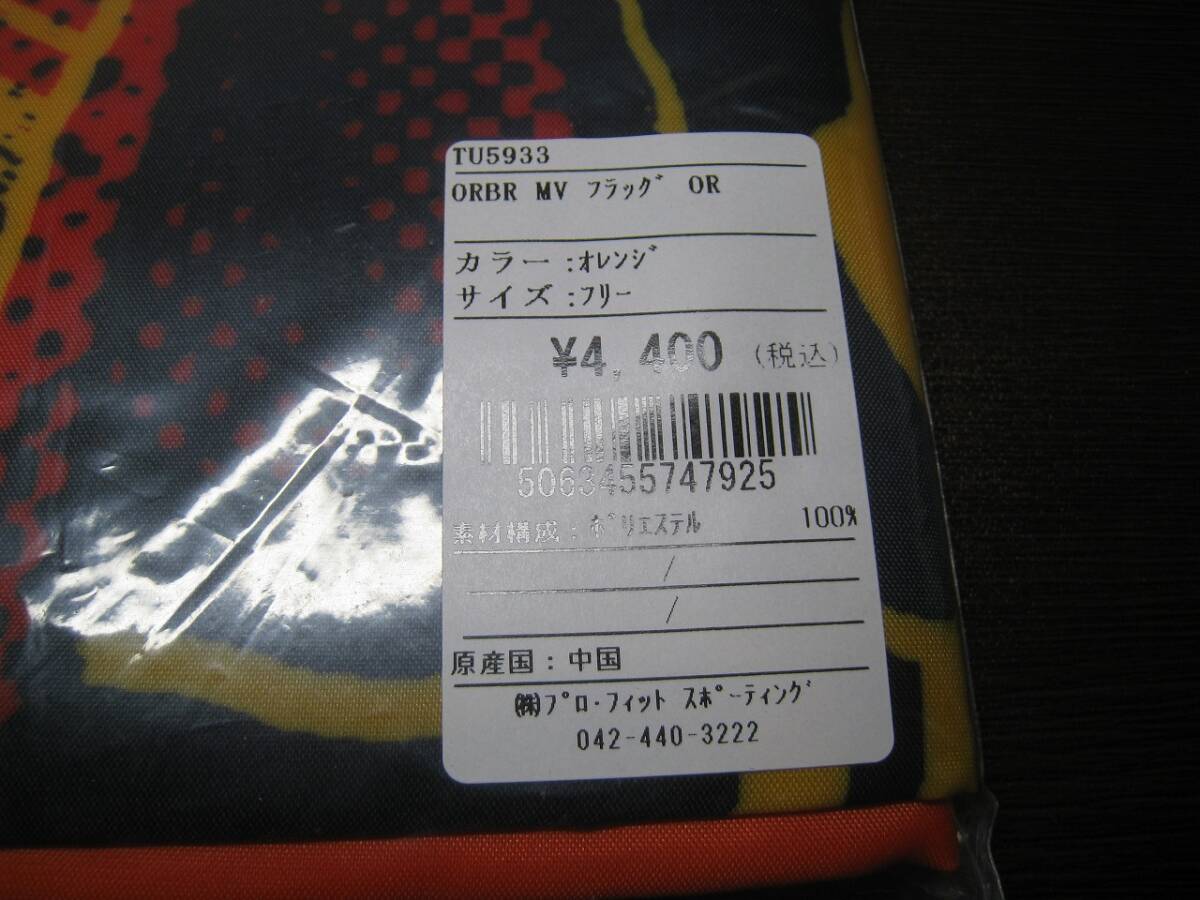 TU5933
ORBR MV ﾌﾗｯｸﾞ OR
カラー：ｵﾚﾝｼﾞ
サイズ：ﾌﾘｰ
¥4,400 (税込)
5063455747925
素材構成：ﾎﾟﾘｴｽﾃﾙ 100%
/
/
原産国：中国
㈱ﾌﾟﾛ･ﾌｨｯﾄ ｽﾎﾟｰﾃｨﾝｸﾞ
042-440-3222